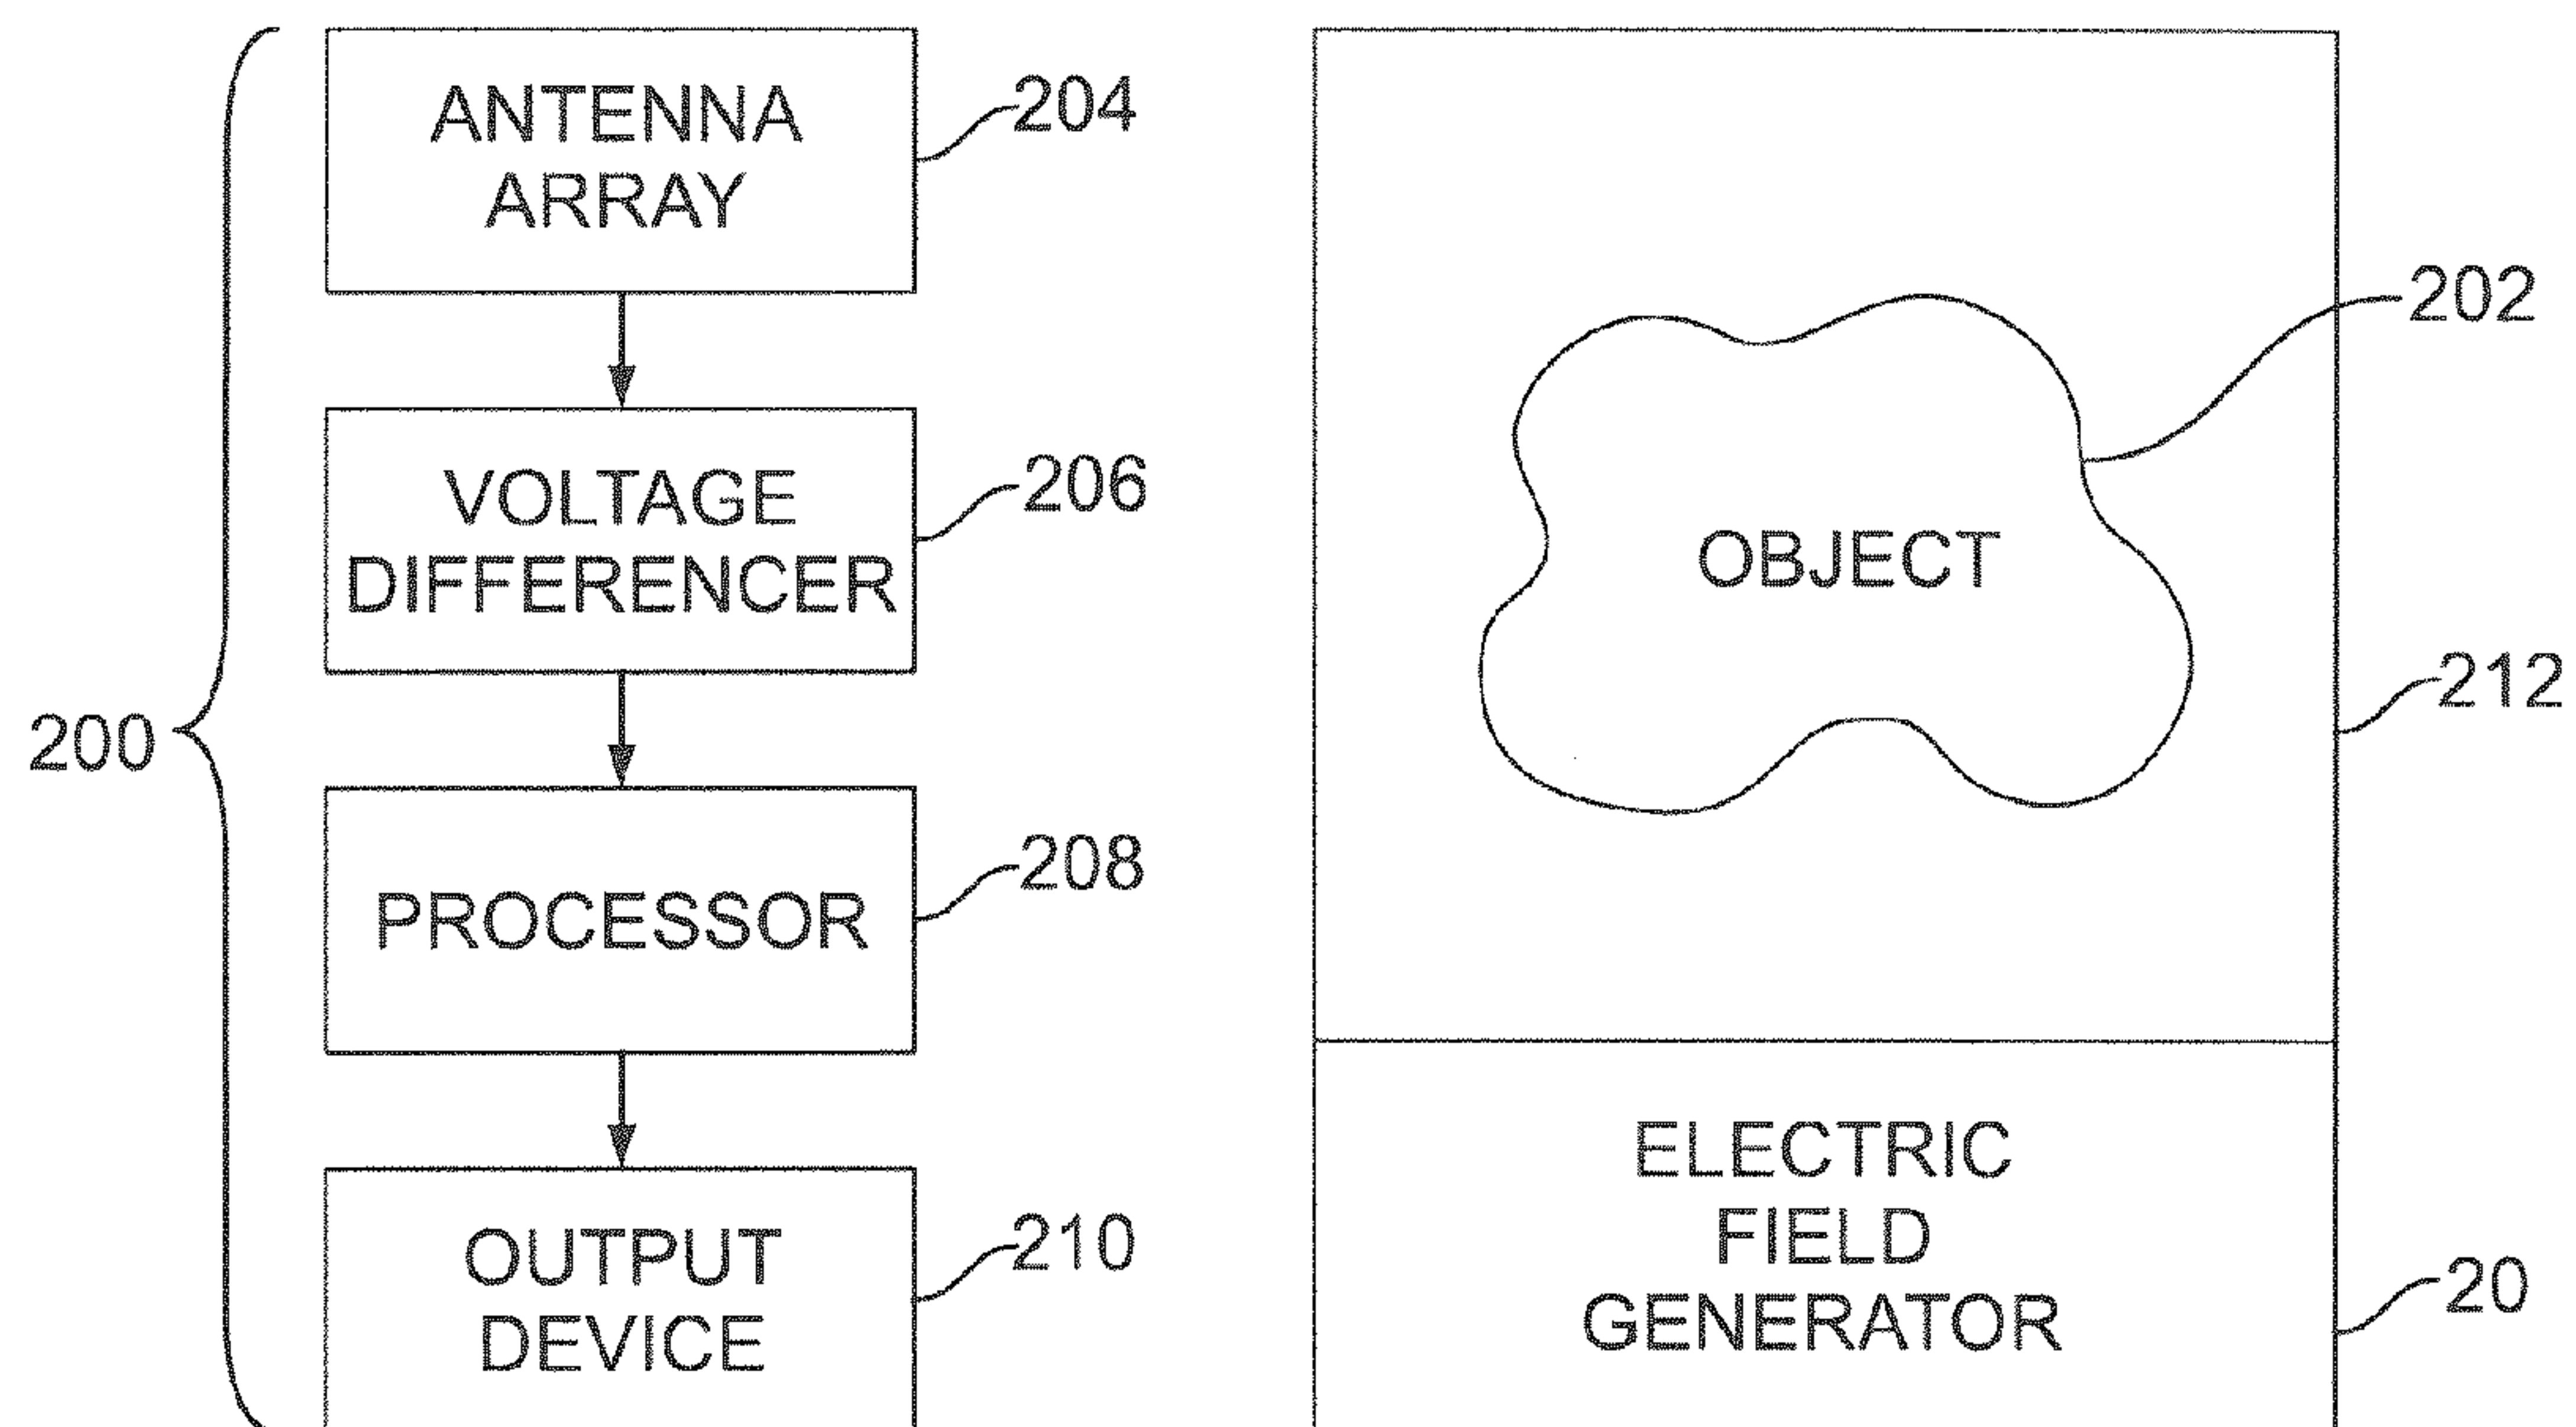 200
ANTENNA
ARRAY
204
VOLTAGE
DIFFERENCER
206
PROCESSOR
208
OUTPUT
DEVICE
210
OBJECT
202
212
ELECTRIC
FIELD
GENERATOR
20